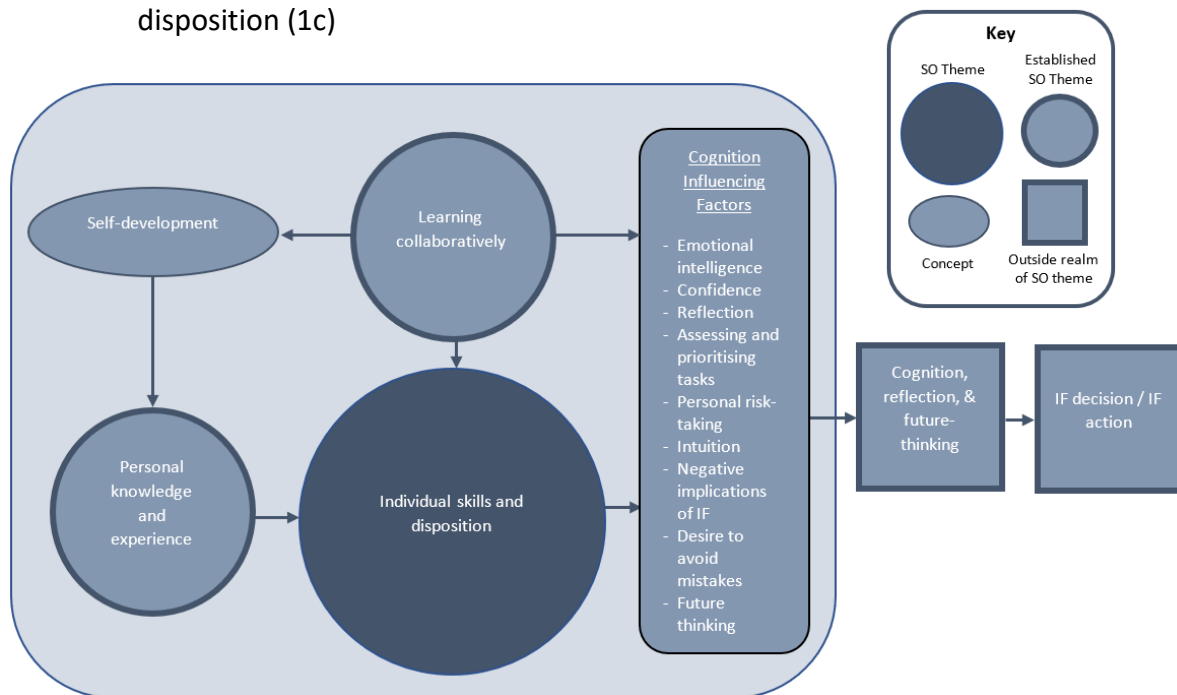 disposition (1c)
Key
SO Theme
Established
SO Theme
Concept
Outside realm
of SO theme
Self-development
Learning
collaboratively
Personal
knowledge
and
experience
Individual skills and
disposition
Cognition
Influencing
Factors
- Emotional
intelligence
- Confidence
- Reflection
- Assessing and
prioritising
tasks
- Personal risk-
taking
- Intuition
- Negative
implications
of IF
- Desire to
avoid
mistakes
- Future
thinking
Cognition,
reflection, &
future-
thinking
IF decision / IF
action